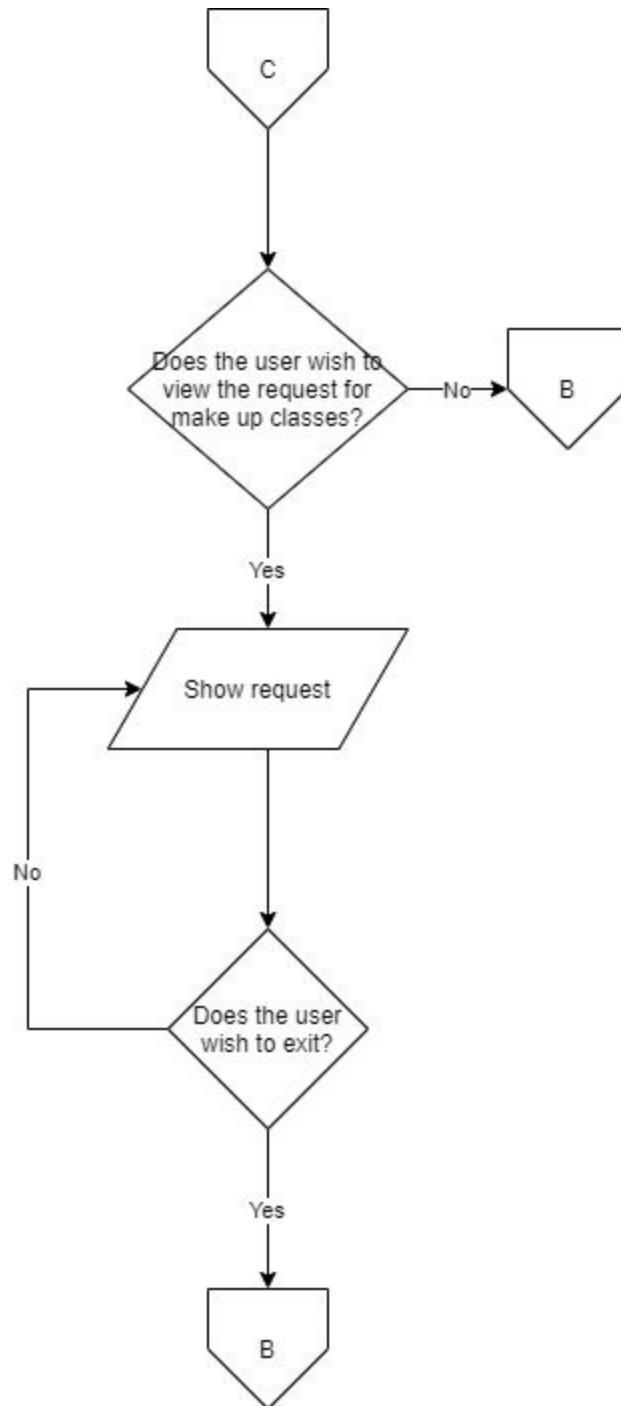 C
Does the user wish to
view the request for
make up classes?
No
B
Yes
Show request
No
Does the user
wish to exit?
Yes
B